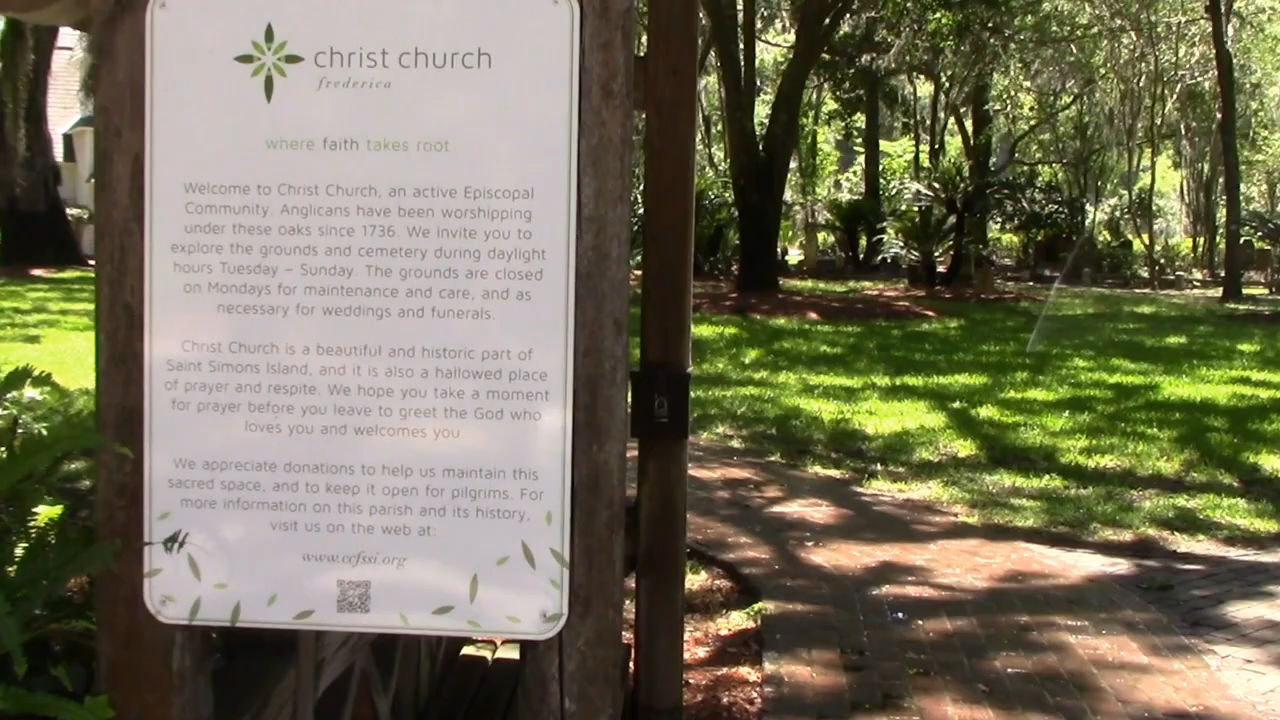 christ church
frederica
where faith takes root
Welcome to Christ Church, an active Episcopal
Community. Anglicans have been worshipping
under these oaks since 1736. We invite you to
explore the grounds and cemetery during daylight
hours Tuesday – Sunday. The grounds are closed
on Mondays for maintenance and care, and as
necessary for weddings and funerals.
Christ Church is a beautiful and historic part of
Saint Simons Island, and it is also a hallowed place
of prayer and respite. We hope you take a moment
for prayer before you leave to greet the God who
loves you and welcomes you.
We appreciate donations to help us maintain this
sacred space, and to keep it open for pilgrims. For
more information on this parish and its history,
visit us on the web at:
www.ccfssi.org